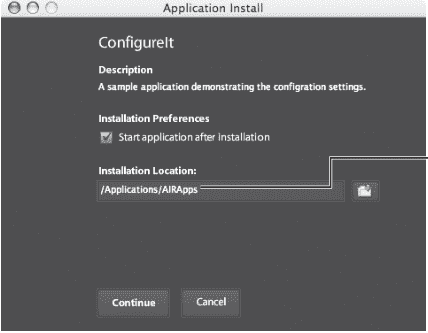 Application Install
ConfigureIt
Description
A sample application demonstrating the configration settings.
Installation Preferences
Start application after installation
Installation Location:
/Applications/AIRApps
Continue
Cancel